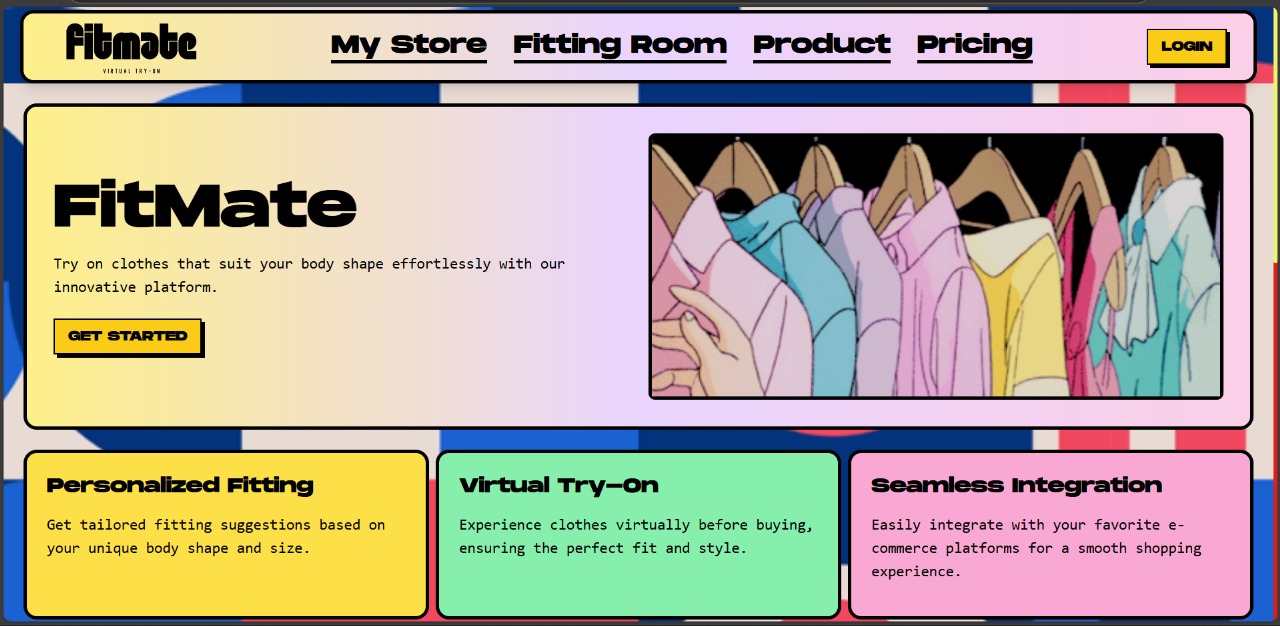 fitmate
VIRTUAL TRY-ON
My Store Fitting Room Product Pricing
LOGIN
FitMate
Try on clothes that suit your body shape effortlessly with our
innovative platform.
GET STARTED
Personalized Fitting
Get tailored fitting suggestions based on
your unique body shape and size.
Virtual Try-On
Experience clothes virtually before buying,
ensuring the perfect fit and style.
Seamless Integration
Easily integrate with your favorite e-
commerce platforms for a smooth shopping
experience.